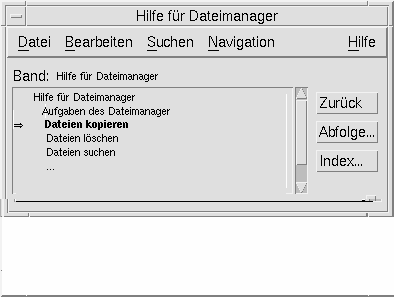 Hilfe für Dateimanager
Datei Bearbeiten Suchen Navigation Hilfe
Band: Hilfe für Dateimanager
Hilfe für Dateimanager
Aufgaben des Dateimanager
⇒ Dateien kopieren
Dateien löschen
Dateien suchen
...
Zurück
Abfolge...
Index...